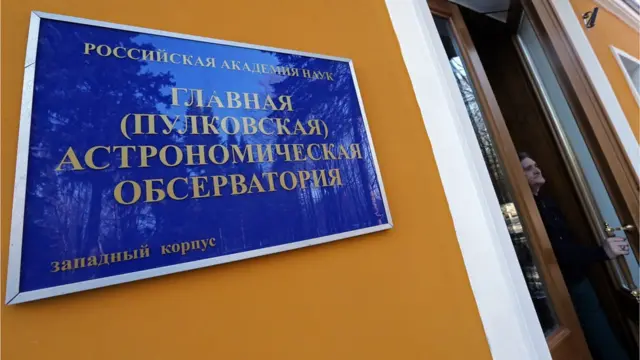 РОССИЙСКАЯ АКАДЕМИЯ НАУК
ГЛАВНАЯ
(ПУЛКОВСКАЯ)
АСТРОНОМИЧЕСКАЯ
ОБСЕРВАТОРИЯ
западный корпус